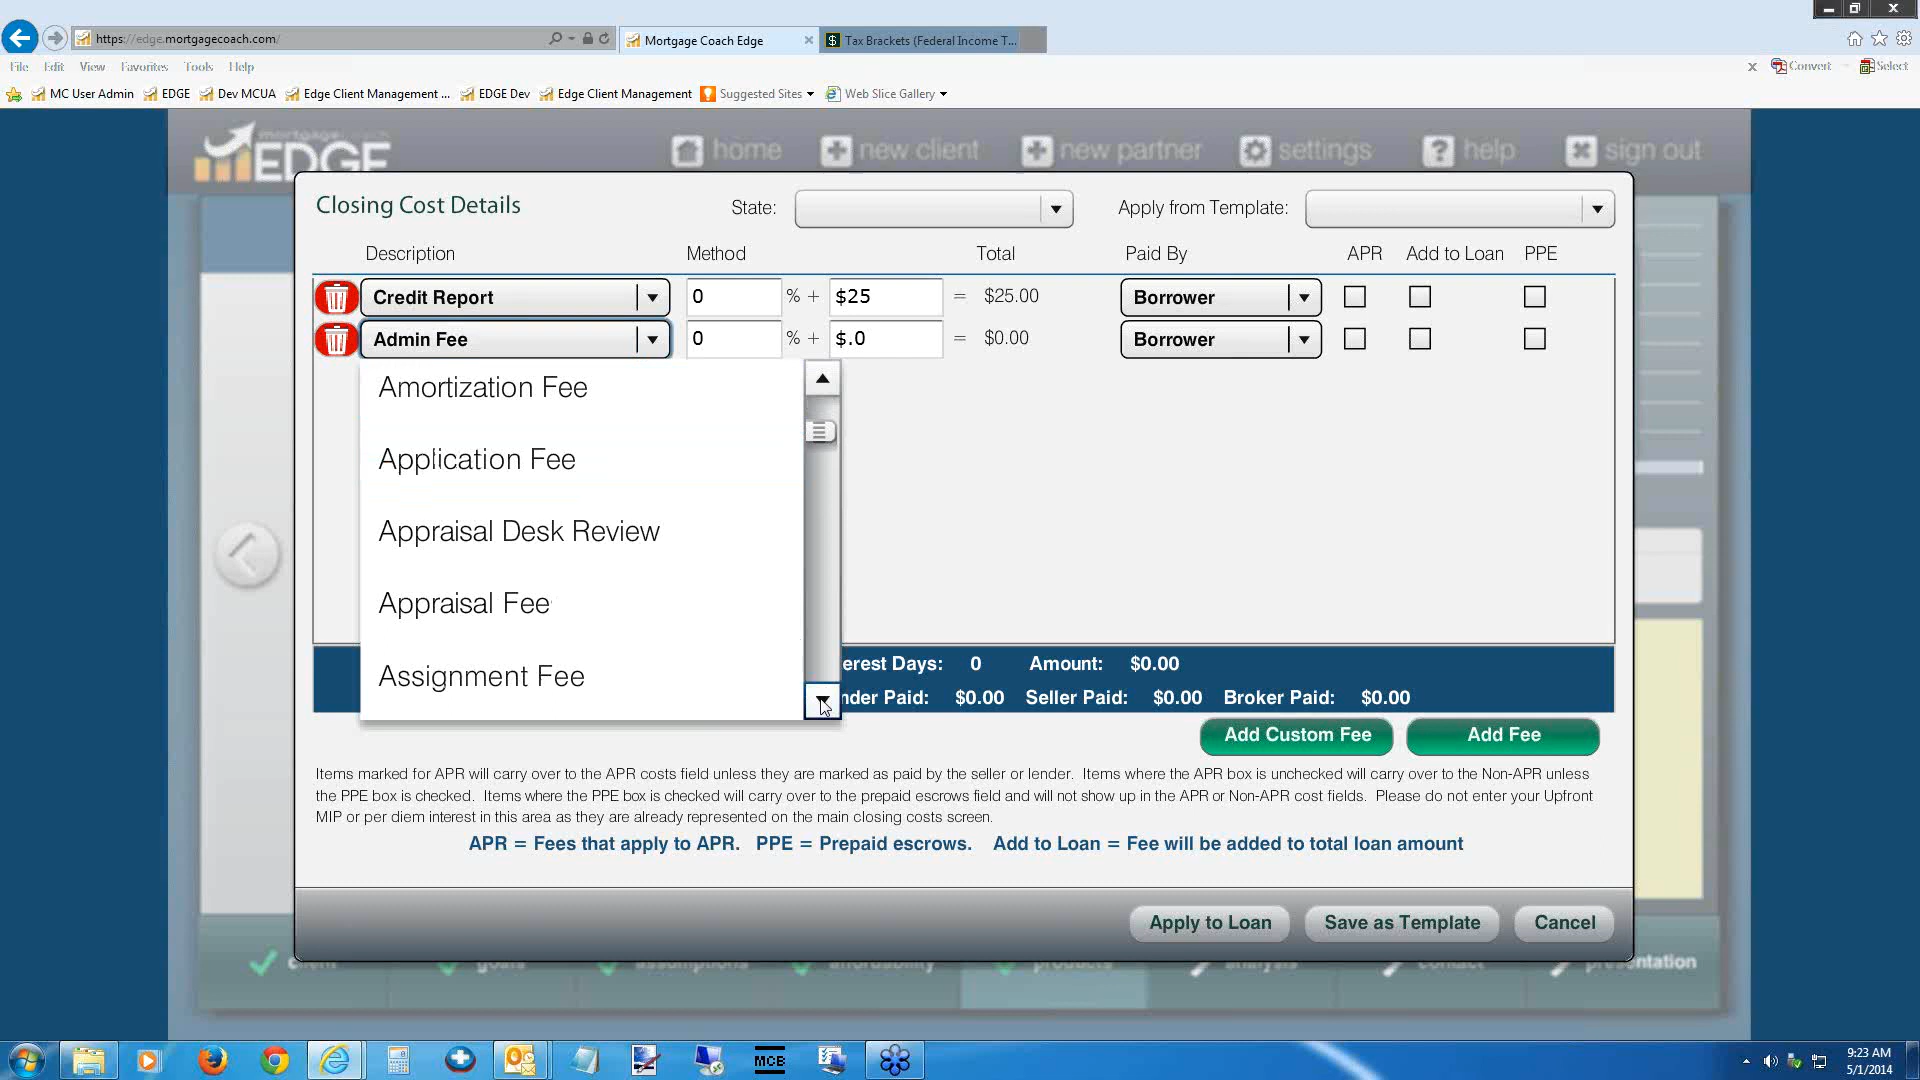 https://edge.mortgagecoach.com/
Mortgage Coach Edge
Tax Brackets (Federal Income T...
File Edit View Favorites Tools Help
Convert Select
MC User Admin EDGE Dev MCUA Edge Client Management ... EDGE Dev Edge Client Management Suggested Sites Web Slice Gallery
EDGE home new client new partner settings help sign out
Closing Cost Details State: Apply from Template:
Description Method Total Paid By APR Add to Loan PPE
Credit Report 0 % + $25 = $25.00 Borrower
Admin Fee 0 % + $.0 = $0.00 Borrower
Amortization Fee
Application Fee
Appraisal Desk Review
Appraisal Fee
Assignment Fee
erest Days: 0 Amount: $0.00
nder Paid: $0.00 Seller Paid: $0.00 Broker Paid: $0.00
Add Custom Fee Add Fee
Items marked for APR will carry over to the APR costs field unless they are marked as paid by the seller or lender. Items where the APR box is unchecked will carry over to the Non-APR unless
the PPE box is checked. Items where the PPE box is checked will carry over to the prepaid escrows field and will not show up in the APR or Non-APR cost fields. Please do not enter your Upfront
MIP or per diem interest in this area as they are already represented on the main closing costs screen.
APR = Fees that apply to APR. PPE = Prepaid escrows. Add to Loan = Fee will be added to total loan amount
Apply to Loan Save as Template Cancel
client goals assumptions affordability products analysis contact presentation
MCB
9:23 AM
5/1/2014